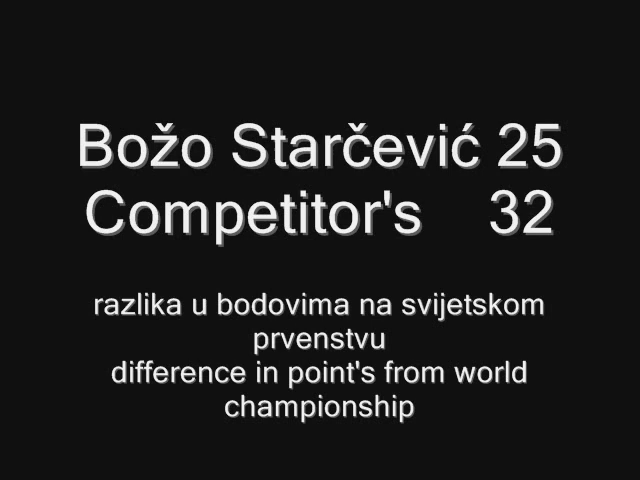 Božo Starčević 25
Competitor's 32
razlika u bodovima na svijetskom
prvenstvu
difference in point's from world
championship